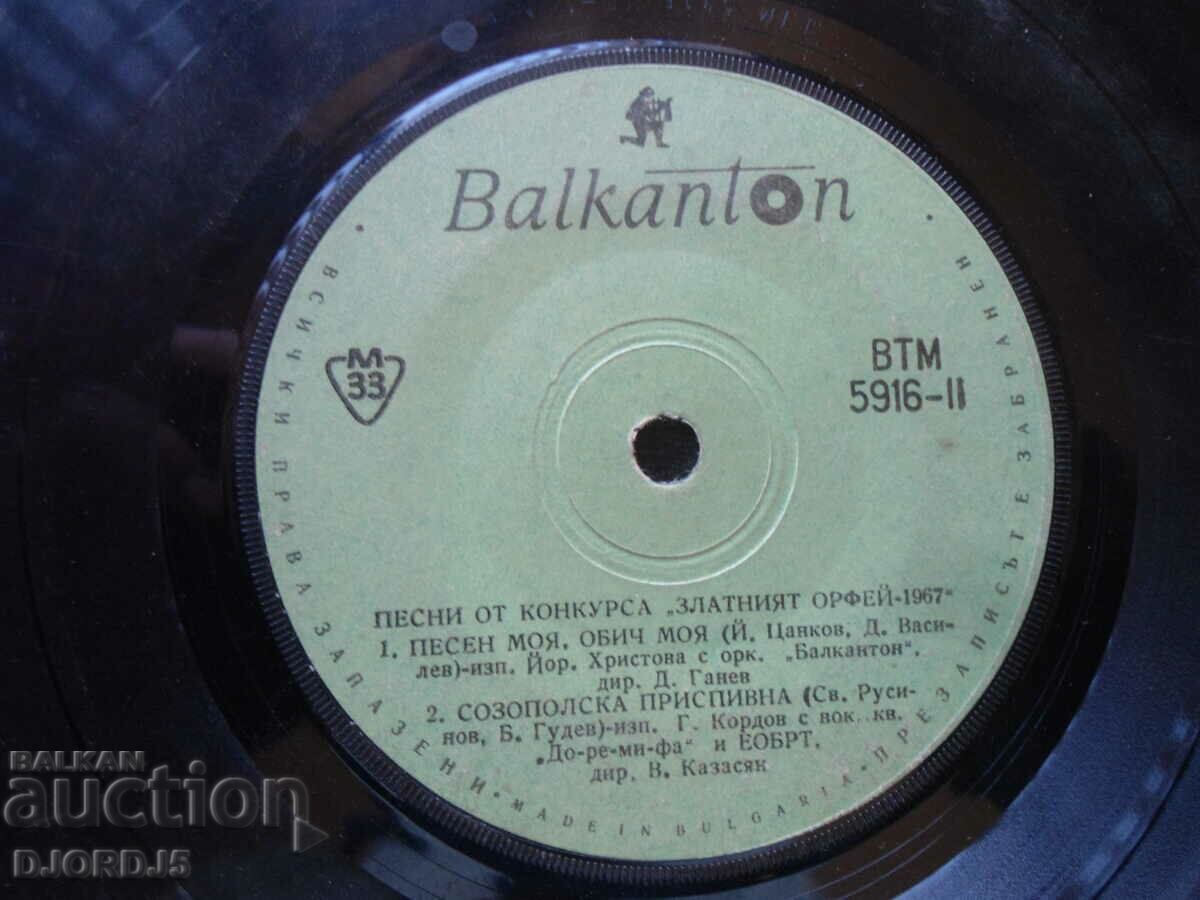 Balkanton
М
33
ВТМ
5916-II
ПЕСНИ ОТ КОНКУРСА „ЗЛАТНИЯТ ОРФЕЙ-1967"
1. ПЕСЕН МОЯ, ОБИЧ МОЯ (Й. Цанков, Д. Васи-
лев)-изп. Йор. Христова с орк. „Балкантон",
дир. Д. Ганев
2. СОЗОПОЛСКА ПРИСПИВНА (Св. Руси-
нов, Б. Гудев)-изп. Г. Кордов с вок. кв.
„До-ре-ми-фа" и ЕОБРТ,
дир. В. Казасян
· ВСИЧКИ ПРАВА ЗАПАЗЕНИ · MADE IN BULGARIA · ПРЕЗАПИСЪТ Е ЗАБРАНЕН ·
BALKAN
auction
DJORDJ5